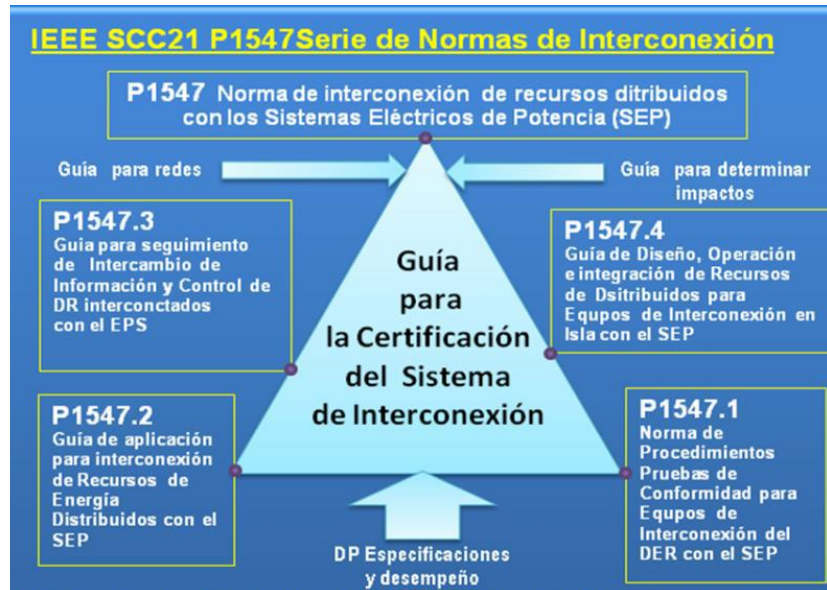 IEEE SCC21 P1547Serie de Normas de Interconexión
P1547 Norma de interconexión de recursos ditribuidos
con los Sistemas Eléctricos de Potencia (SEP)
Guía para redes
Guía para determinar
impactos
P1547.3
Guia para seguimiento
de Intercambio de
Información y Control de
DR interconctados
con el EPS
P1547.4
Guía de Diseño, Operación
e integración de Recursos
de Dsitribuidos para
Equpos de Interconexión en
Isla con el SEP
Guía
para
la Certificación
del Sistema
de Interconexión
P1547.2
Guía de aplicación
para interconexión
de Recursos de
Energía
Distribuidos con el
SEP
P1547.1
Norma de
Procedimientos
Pruebas de
Conformidad para
Equpos de
Interconexión del
DER con el SEP
DP Especificaciones
y desempeño